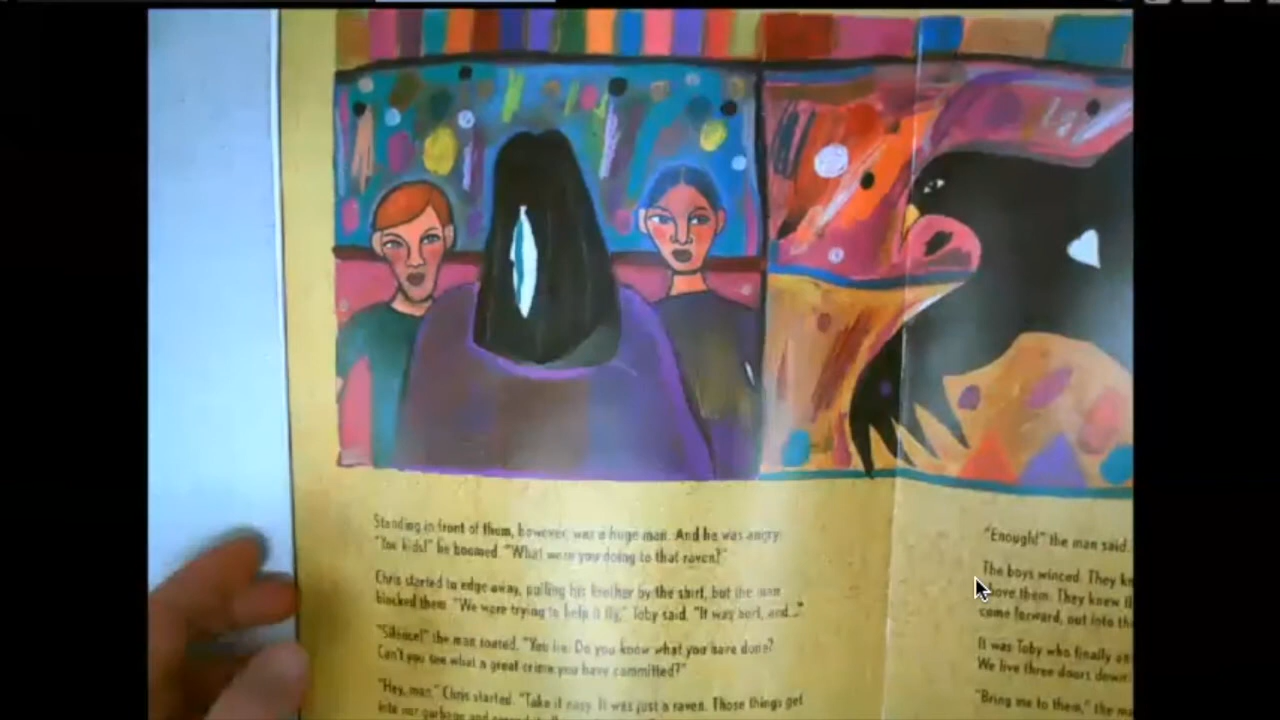 Standing in front of them, however, was a huge man. And he was angry.
"You kids!" he boomed. "What were you doing to that raven?"
Chris started to edge away, pulling his brother by the shirt, but the man
blocked them. "We were trying to help it fly," Toby said. "It was hurt, and..."
"Silence!" the man roared. "You lie. Do you know what you have done?
Can't you see what a great crime you have committed?"
"Hey, man," Chris started. "Take it easy. It was just a raven. Those things get
into our garbage and
"Enough!" the man said.
The boys winced. They
above them. They knew
come forward, out into
It was Toby who finally
We live three doors down
"Bring me to them," the